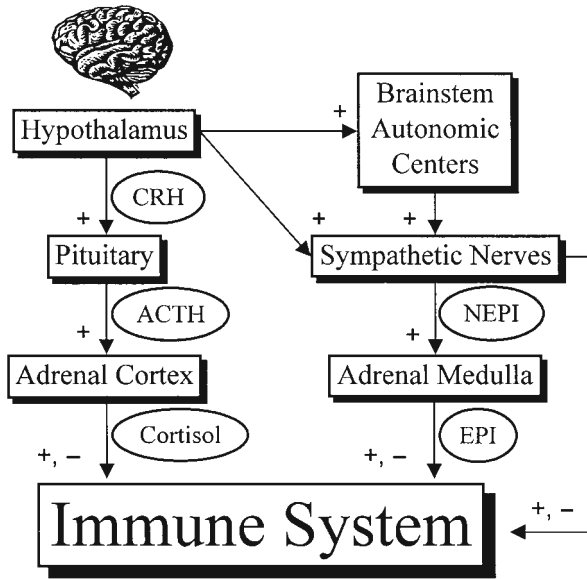 Hypothalamus
+
Brainstem
Autonomic
Centers
CRH
+
+
+
Pituitary
Sympathetic Nerves
ACTH
+
NEPI
+
Adrenal Cortex
Adrenal Medulla
Cortisol
+, –
EPI
+, –
Immune System
+, –